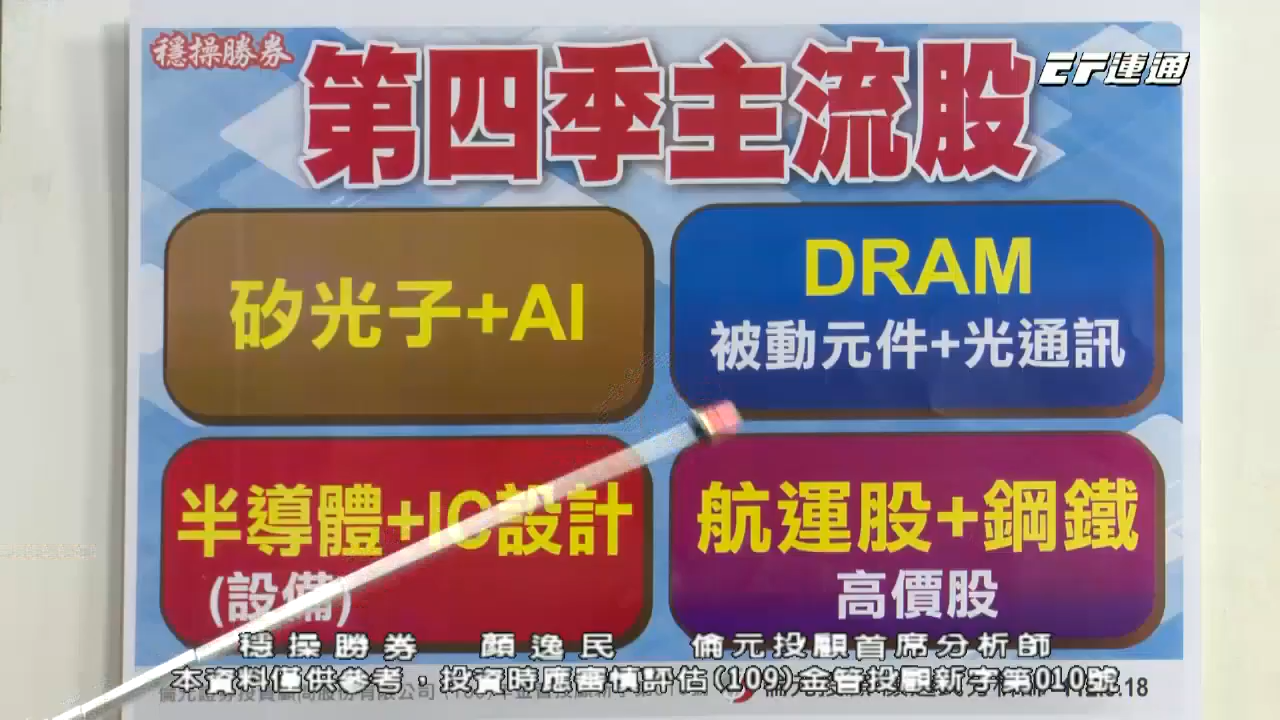 穩操勝券
第四季主流股
EF運通
矽光子+AI
DRAM
被動元件+光通訊
半導體+IC設計
(設備)
航運股+鋼鐵
高價股
穩操勝券 顏逸民 倫元投顧首席分析師
本資料僅供參考，投資時應審慎評估(109)金管投顧新字第010號